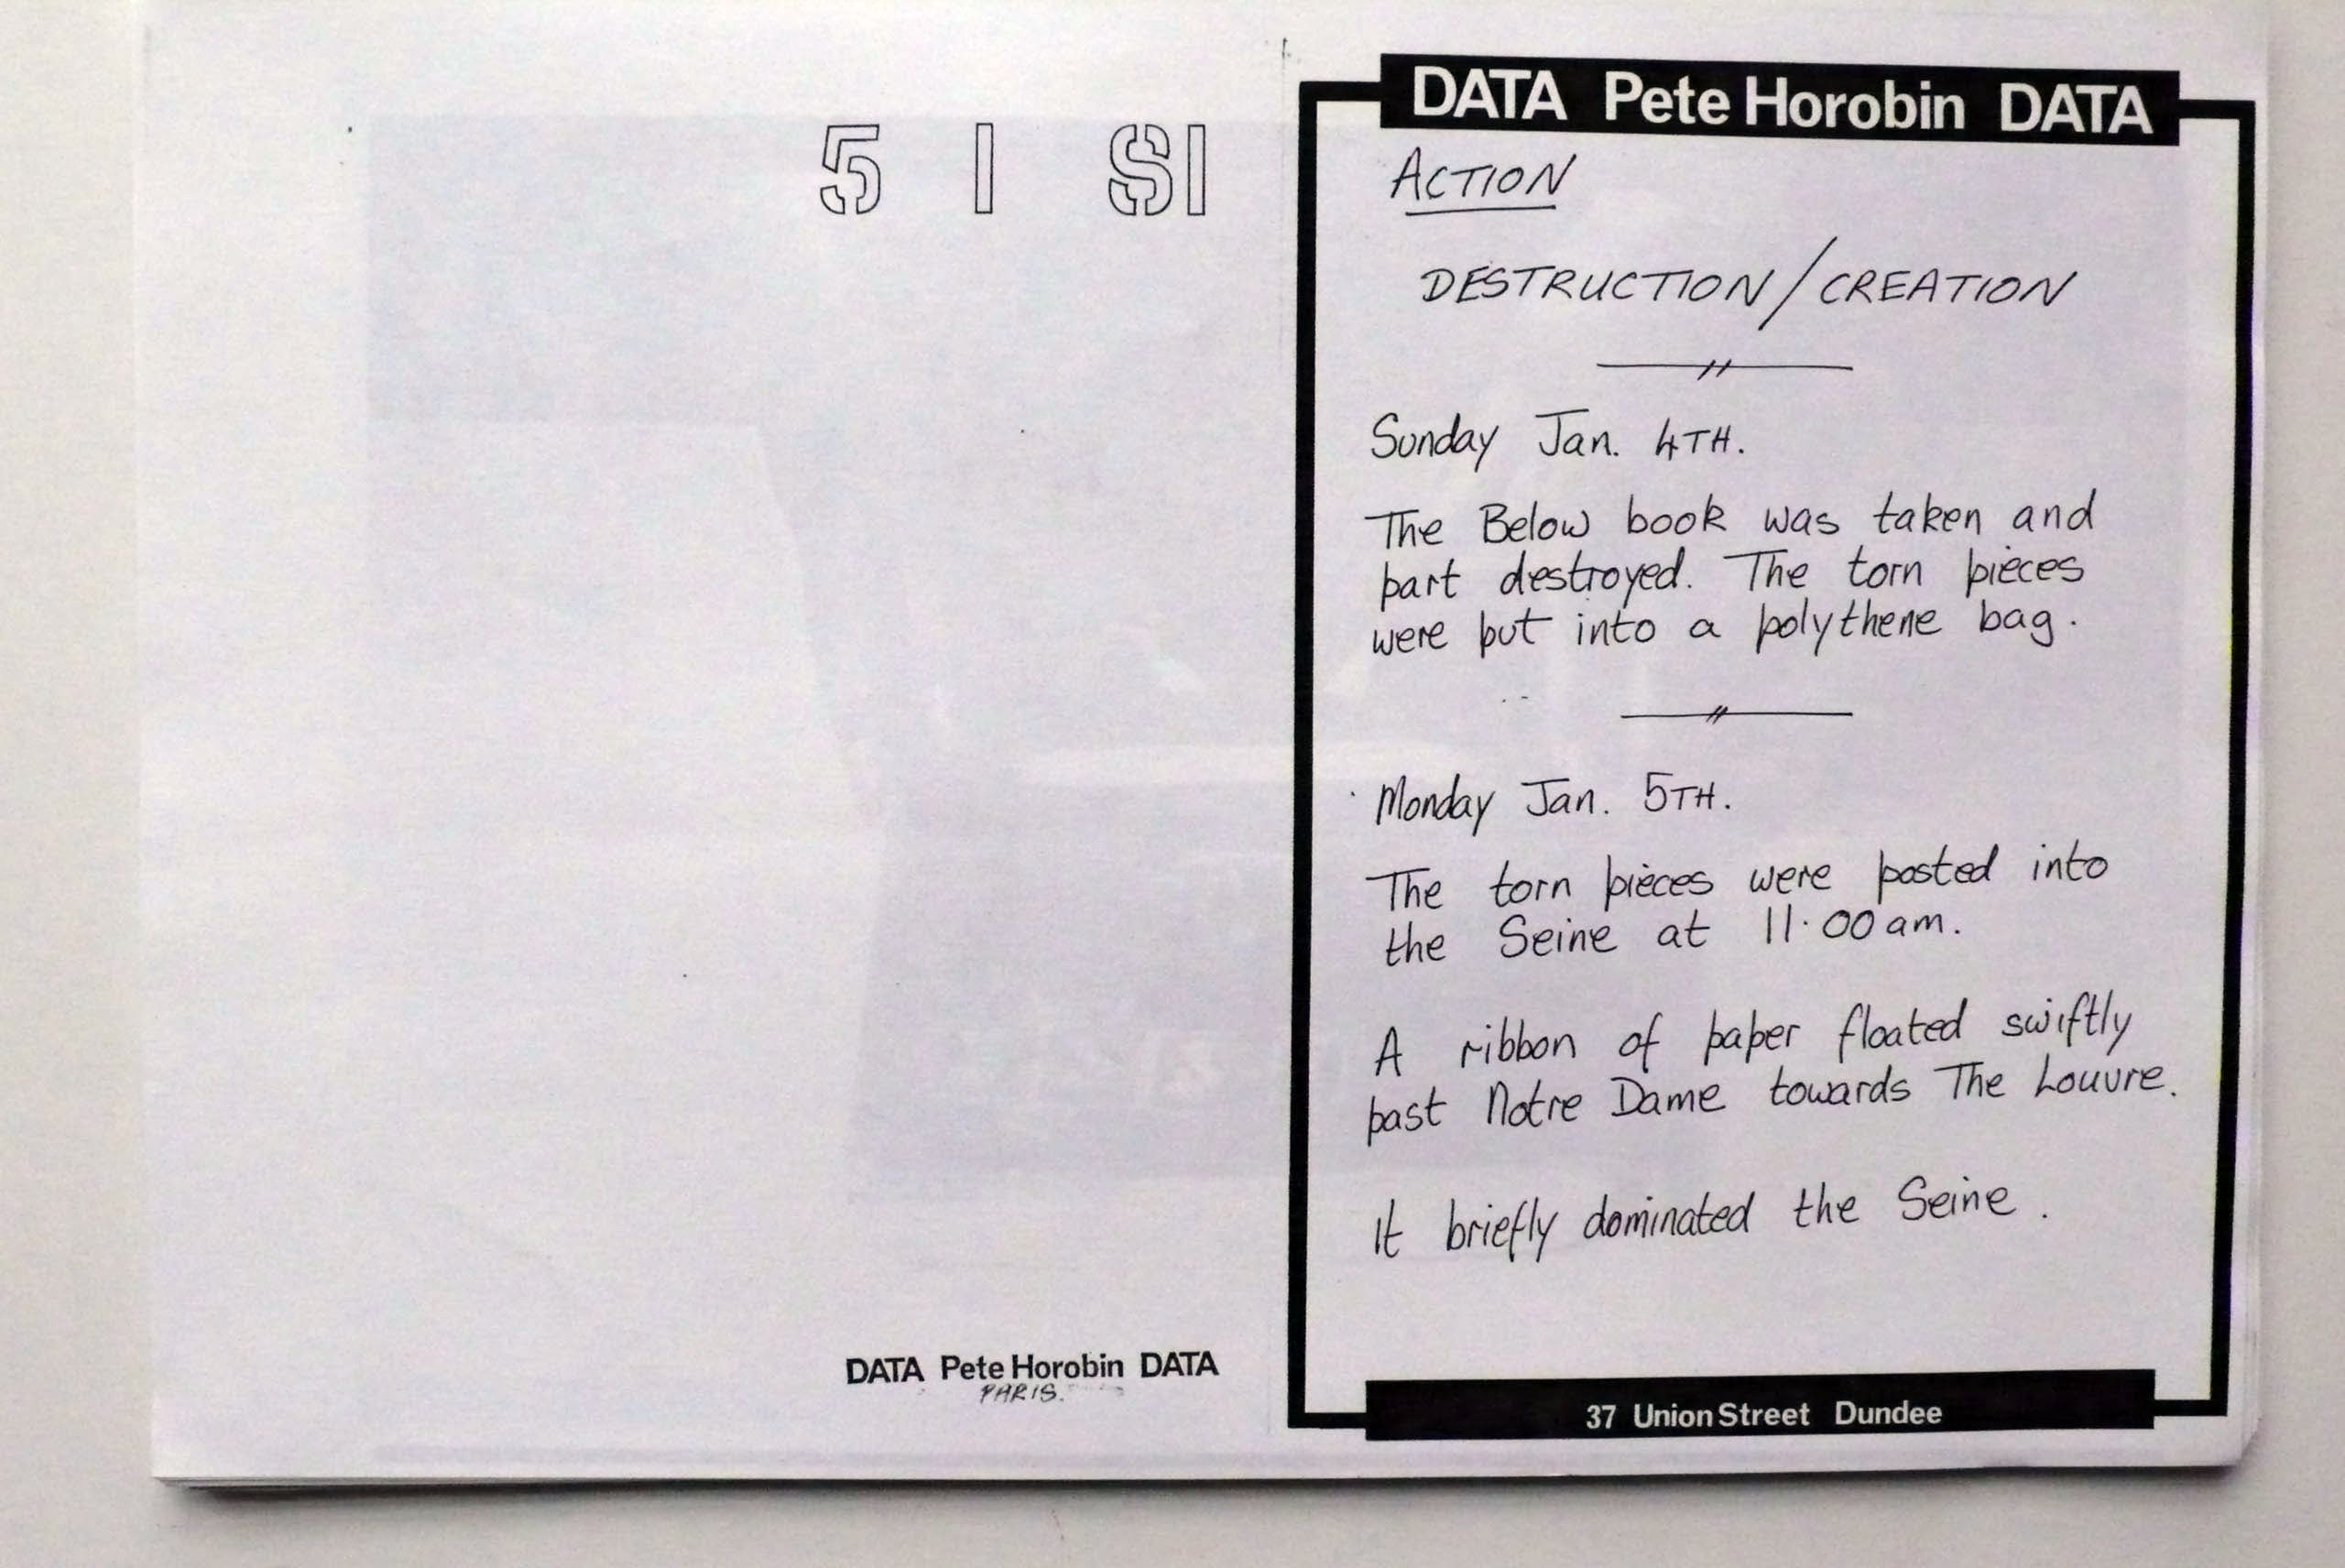 5 1 81
DATA Pete Horobin DATA
PARIS.
DATA Pete Horobin DATA
ACTION
DESTRUCTION/CREATION
Sunday Jan. 4TH.
The Below book was taken and
part destroyed. The torn pieces
were put into a polythene bag.
Monday Jan. 5TH.
The torn pieces were posted into
the Seine at 11·00 am.
A ribbon of paper floated swiftly
past Notre Dame towards The Louvre.
It briefly dominated the Seine.
37 Union Street Dundee